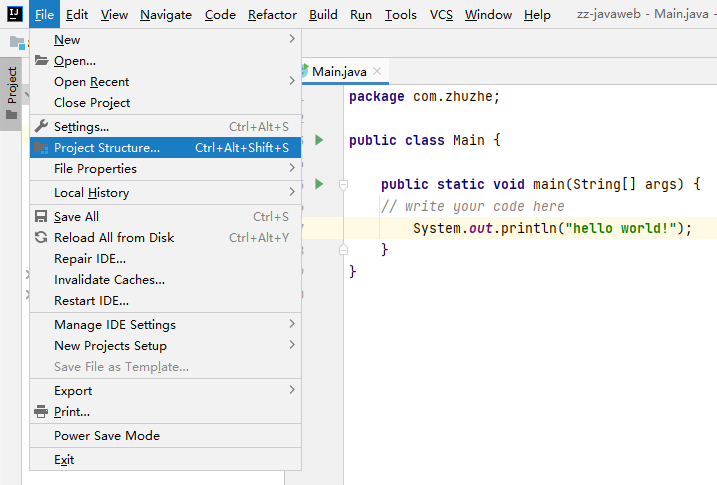 IJ
File Edit View Navigate Code Refactor Build Run Tools VCS Window Help zz-javaweb - Main.java -
Project
New
Open...
Open Recent
Close Project
Settings... Ctrl+Alt+S
Project Structure... Ctrl+Alt+Shift+S
File Properties
Local History
Save All Ctrl+S
Reload All from Disk Ctrl+Alt+Y
Repair IDE...
Invalidate Caches...
Restart IDE...
Manage IDE Settings
New Projects Setup
Save File as Template...
Export
Print...
Power Save Mode
Exit
Main.java
package com.zhuzhe;
public class Main {
public static void main(String[] args) {
// write your code here
System.out.println("hello world!");
}
}